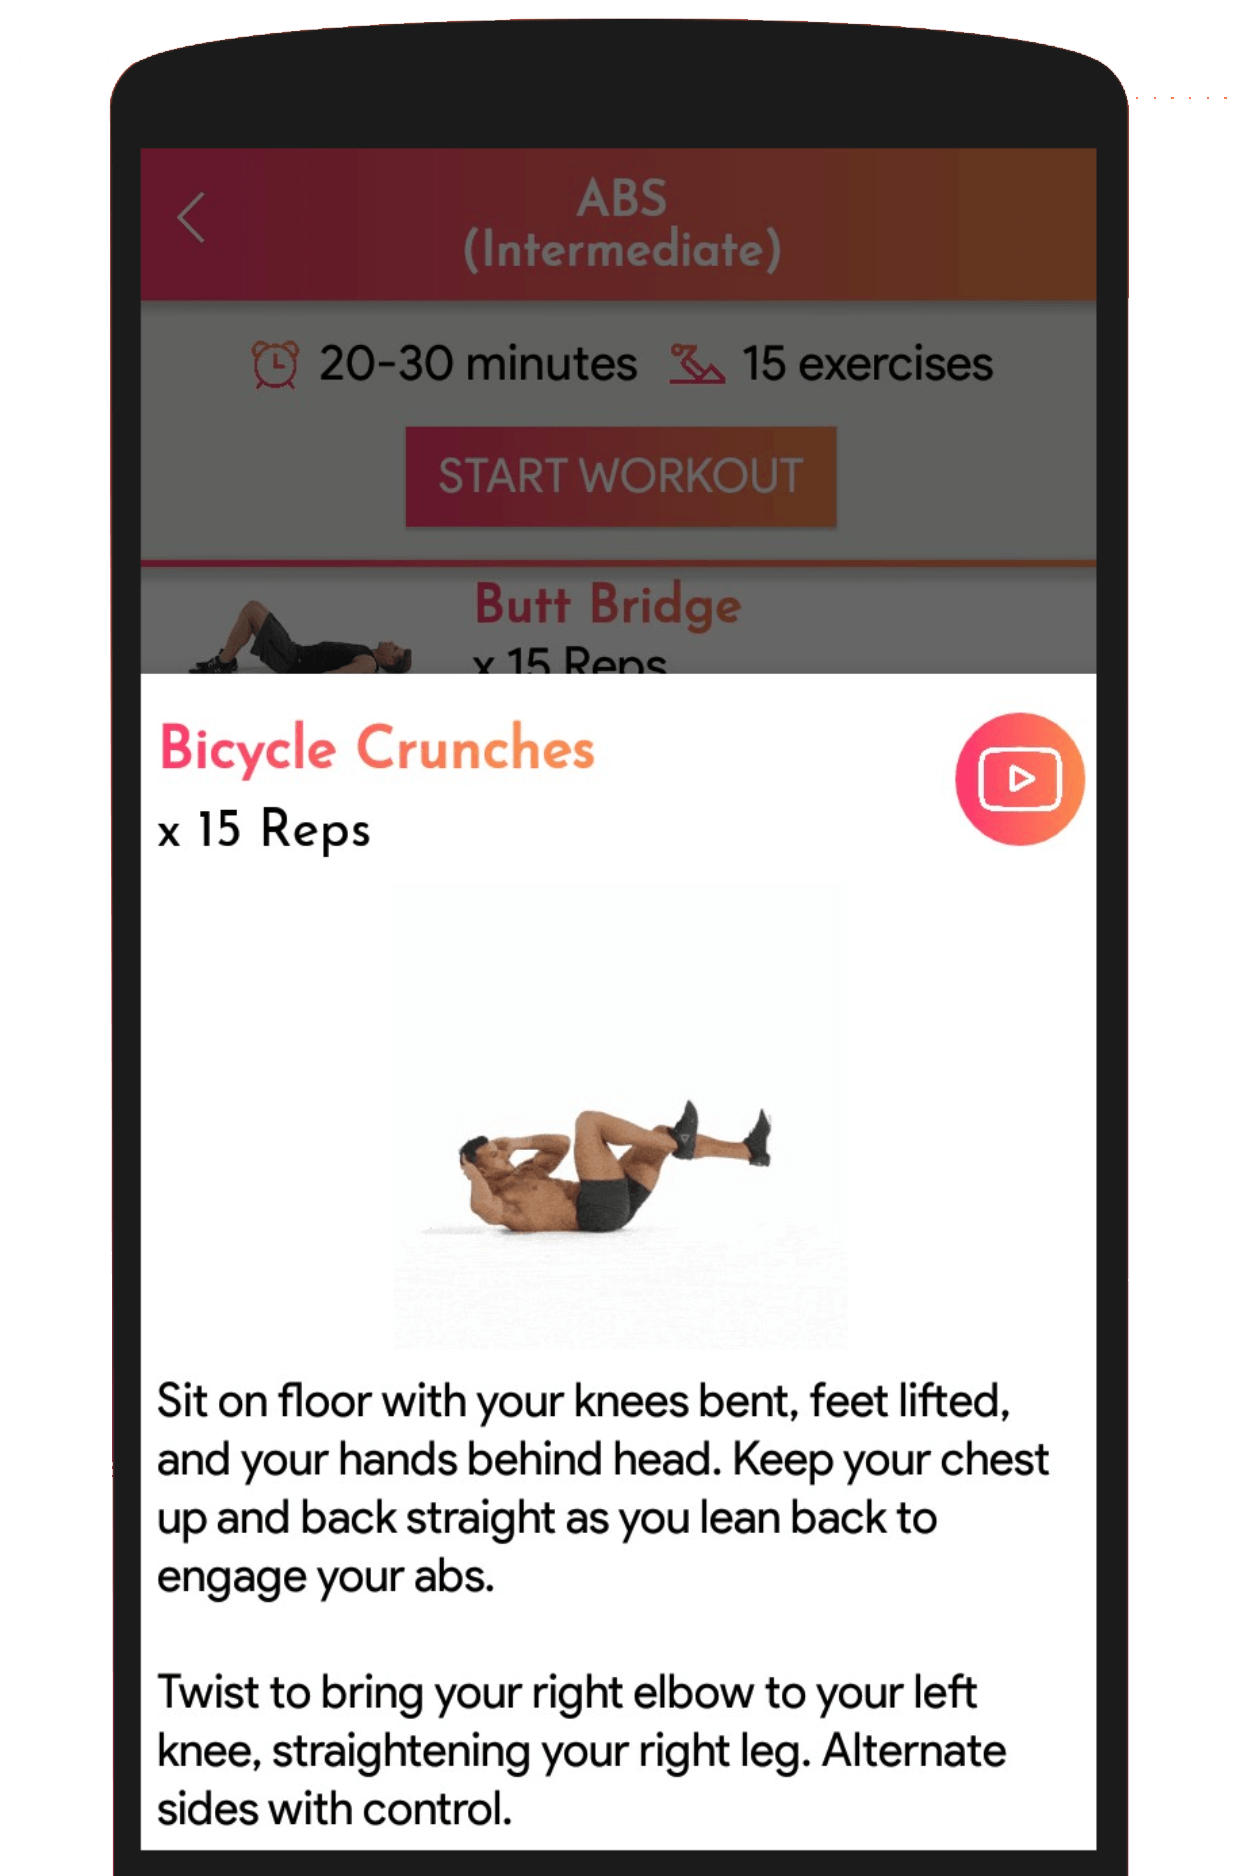 ABS
(Intermediate)
20-30 minutes 15 exercises
START WORKOUT
Butt Bridge
x 15 Reps
Bicycle Crunches
x 15 Reps
Sit on floor with your knees bent, feet lifted,
and your hands behind head. Keep your chest
up and back straight as you lean back to
engage your abs.
Twist to bring your right elbow to your left
knee, straightening your right leg. Alternate
sides with control.